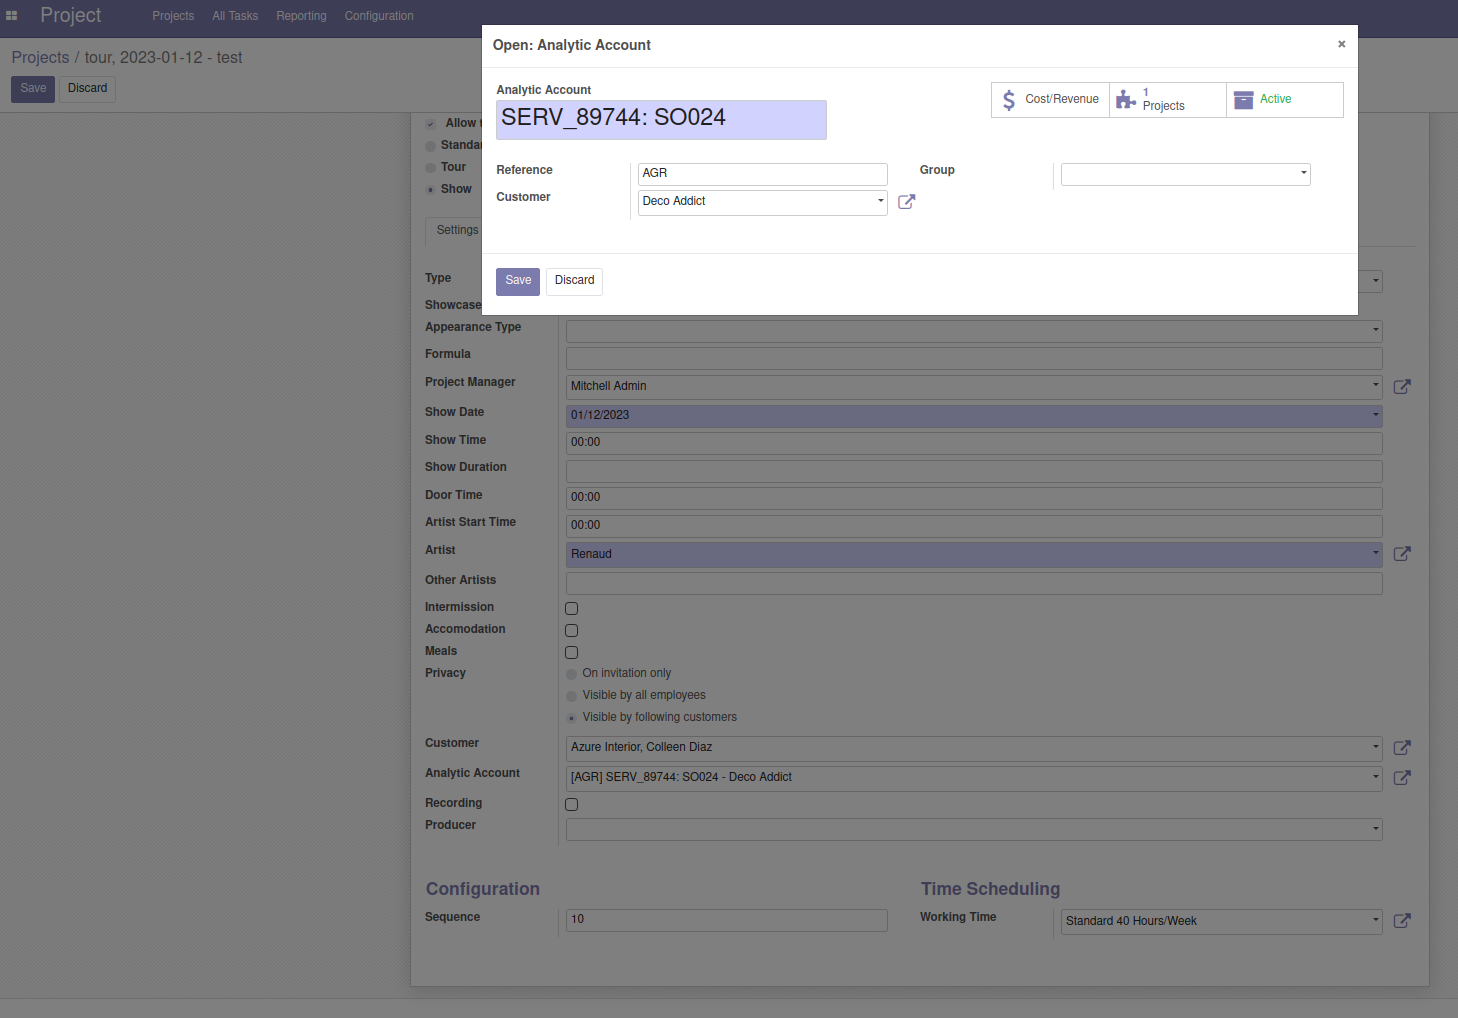 Project Projects All Tasks Reporting Configuration
Projects / tour, 2023-01-12 - test
Save Discard
Open: Analytic Account ×
Analytic Account
SERV_89744: SO024
Cost/Revenue
1
Projects
Active
Reference AGR Group
Customer Deco Addict
Save Discard
Allow
Standa
Tour
Show
Settings
Type
Showcase
Appearance Type
Formula
Project Manager Mitchell Admin
Show Date 01/12/2023
Show Time 00:00
Show Duration
Door Time 00:00
Artist Start Time 00:00
Artist Renaud
Other Artists
Intermission
Accomodation
Meals
Privacy On invitation only
Visible by all employees
Visible by following customers
Customer Azure Interior, Colleen Diaz
Analytic Account [AGR] SERV_89744: SO024 - Deco Addict
Recording
Producer
Configuration Time Scheduling
Sequence 10 Working Time Standard 40 Hours/Week